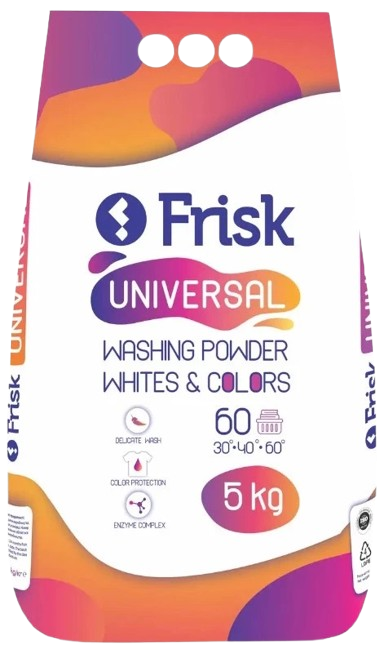 Frisk
UNIVERSAL
WASHING POWDER
WHITES & COLORS
DELICATE WASH
COLOR PROTECTION
ENZYME COMPLEX
60
30°•40°•60°
5 kg
Frisk UNIVERSAL
Frisk